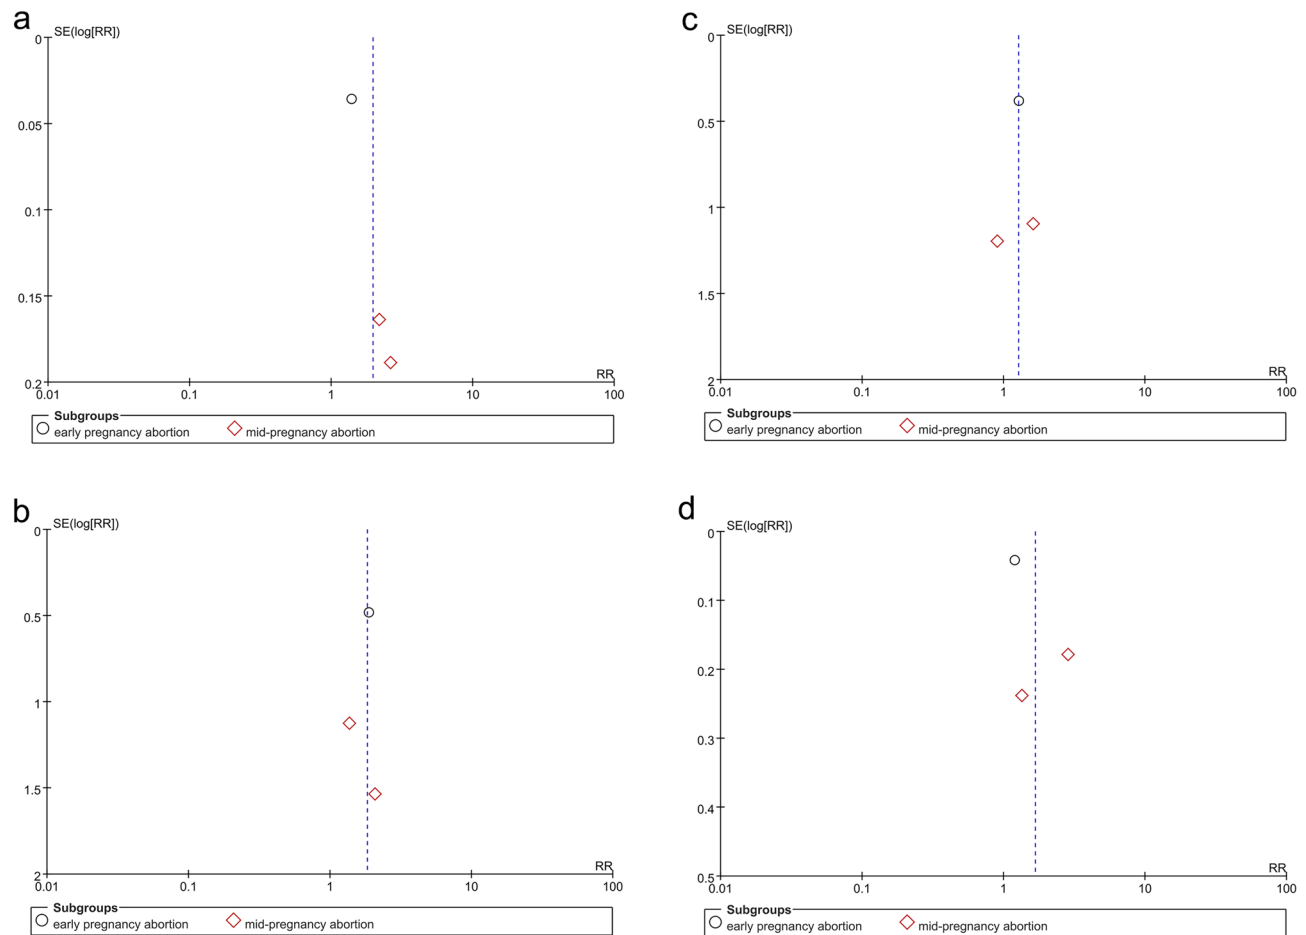 a
SE(log[RR])
0
0.05
0.1
0.15
0.2
0.01 0.1 1 10 100
RR
Subgroups
early pregnancy abortion mid-pregnancy abortion
c
SE(log[RR])
0
0.5
1
1.5
2
0.01 0.1 1 10 100
RR
Subgroups
early pregnancy abortion mid-pregnancy abortion
b
SE(log[RR])
0
0.5
1
1.5
2
0.01 0.1 1 10 100
RR
Subgroups
early pregnancy abortion mid-pregnancy abortion
d
SE(log[RR])
0
0.1
0.2
0.3
0.4
0.5
0.01 0.1 1 10 100
RR
Subgroups
early pregnancy abortion mid-pregnancy abortion